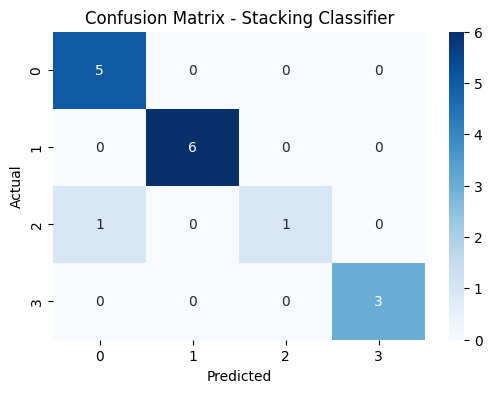 Confusion Matrix - Stacking Classifier
0 5 0 0 0
1 0 6 0 0
2 1 0 1 0
3 0 0 0 3
0 1 2 3
Predicted
Actual
6
5
4
3
2
1
0